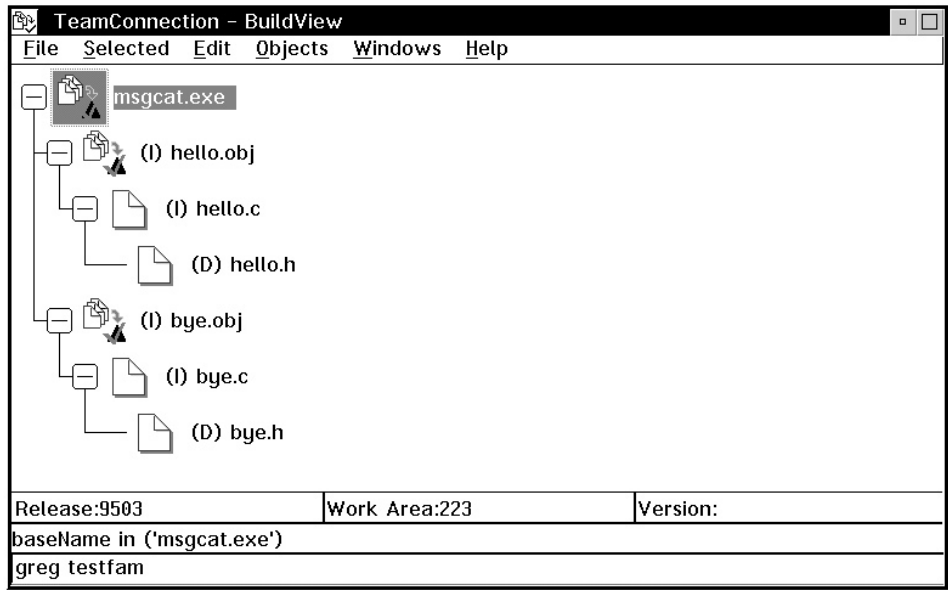 TeamConnection - BuildView
File Selected Edit Objects Windows Help
msgcat.exe
(I) hello.obj
(I) hello.c
(D) hello.h
(I) bye.obj
(I) bye.c
(D) bye.h
Release:9503 Work Area:223 Version:
baseName in ('msgcat.exe')
greg testfam